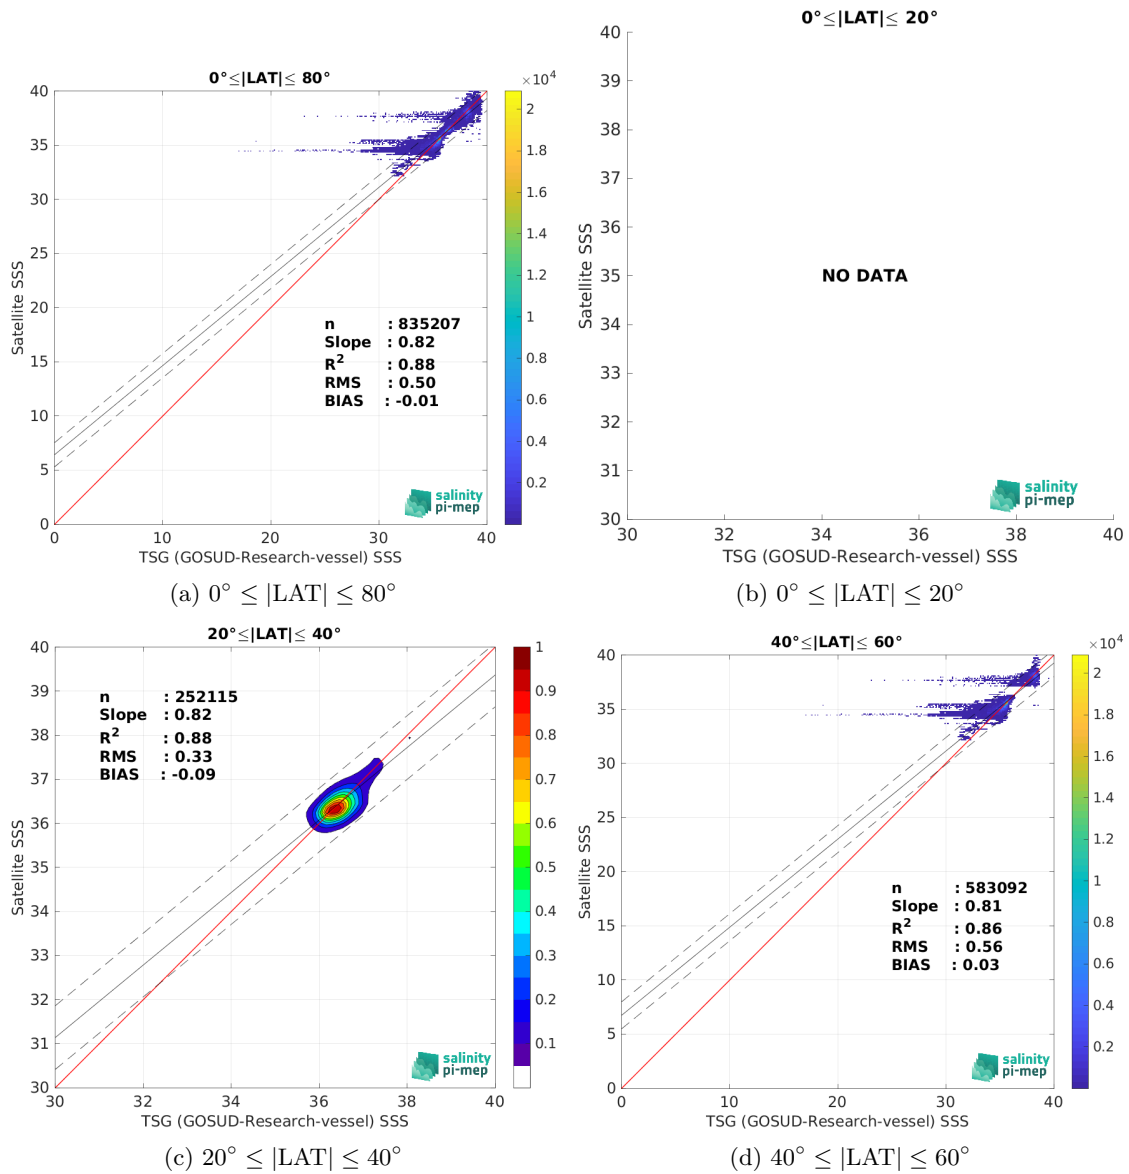 0°≤|LAT|≤ 80°
×10⁴
40
35
30
25
20
15
10
5
0
Satellite SSS
n : 835207
Slope : 0.82
R² : 0.88
RMS : 0.50
BIAS : -0.01
salinity
pi-mep
0 10 20 30 40
TSG (GOSUD-Research-vessel) SSS
2
1.8
1.6
1.4
1.2
1
0.8
0.6
0.4
0.2
(a) 0° ≤ |LAT| ≤ 80°
0°≤|LAT|≤ 20°
40
39
38
37
36
35
34
33
32
31
30
Satellite SSS
NO DATA
salinity
pi-mep
30 32 34 36 38 40
TSG (GOSUD-Research-vessel) SSS
(b) 0° ≤ |LAT| ≤ 20°
20°≤|LAT|≤ 40°
40
39
38
37
36
35
34
33
32
31
30
Satellite SSS
n : 252115
Slope : 0.82
R² : 0.88
RMS : 0.33
BIAS : -0.09
salinity
pi-mep
30 32 34 36 38 40
TSG (GOSUD-Research-vessel) SSS
1
0.9
0.8
0.7
0.6
0.5
0.4
0.3
0.2
0.1
(c) 20° ≤ |LAT| ≤ 40°
40°≤|LAT|≤ 60°
×10⁴
40
35
30
25
20
15
10
5
0
Satellite SSS
n : 583092
Slope : 0.81
R² : 0.86
RMS : 0.56
BIAS : 0.03
salinity
pi-mep
0 10 20 30 40
TSG (GOSUD-Research-vessel) SSS
2
1.8
1.6
1.4
1.2
1
0.8
0.6
0.4
0.2
(d) 40° ≤ |LAT| ≤ 60°